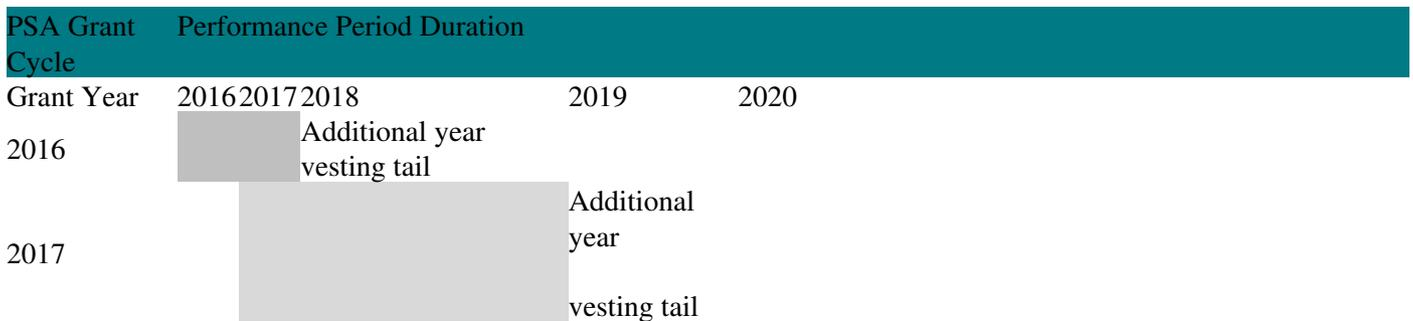 PSA Grant Performance Period Duration
Cycle
Grant Year 2016 2017 2018 2019 2020
2016 Additional year
vesting tail
2017 Additional
year
vesting tail